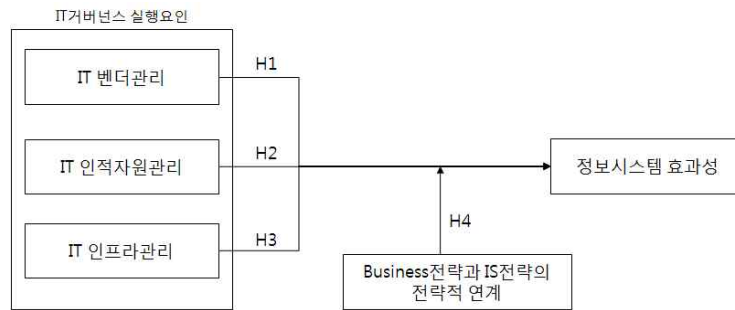 IT거버넌스 실행요인
IT 벤더관리
H1
IT 인적자원관리
H2
정보시스템 효과성
IT 인프라관리
H3
H4
Business전략과 IS전략의
전략적 연계